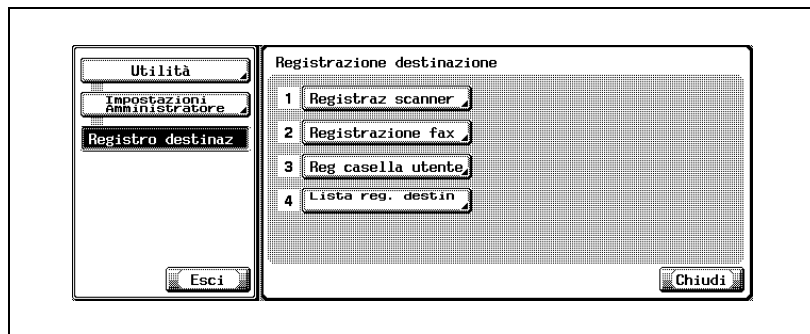 Utilità
Impostazioni
Amministratore
Registro destinaz
Esci
Registrazione destinazione
1 Registraz scanner
2 Registrazione fax
3 Reg casella utente
4 Lista reg. destin
Chiudi